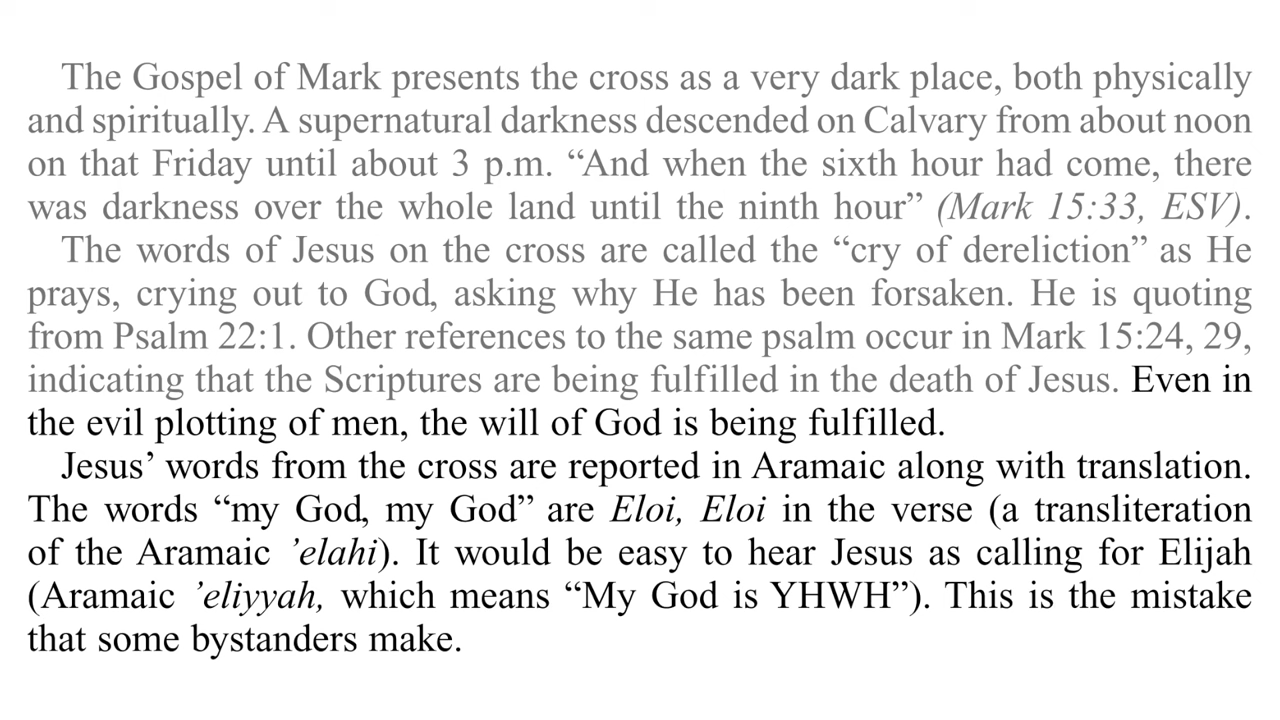 The Gospel of Mark presents the cross as a very dark place, both physically
and spiritually. A supernatural darkness descended on Calvary from about noon
on that Friday until about 3 p.m. “And when the sixth hour had come, there
was darkness over the whole land until the ninth hour” (Mark 15:33, ESV).
The words of Jesus on the cross are called the “cry of dereliction” as He
prays, crying out to God, asking why He has been forsaken. He is quoting
from Psalm 22:1. Other references to the same psalm occur in Mark 15:24, 29,
indicating that the Scriptures are being fulfilled in the death of Jesus. Even in
the evil plotting of men, the will of God is being fulfilled.
Jesus’ words from the cross are reported in Aramaic along with translation.
The words “my God, my God” are Eloi, Eloi in the verse (a transliteration
of the Aramaic ’elahi). It would be easy to hear Jesus as calling for Elijah
(Aramaic ’eliyyah, which means “My God is YHWH”). This is the mistake
that some bystanders make.